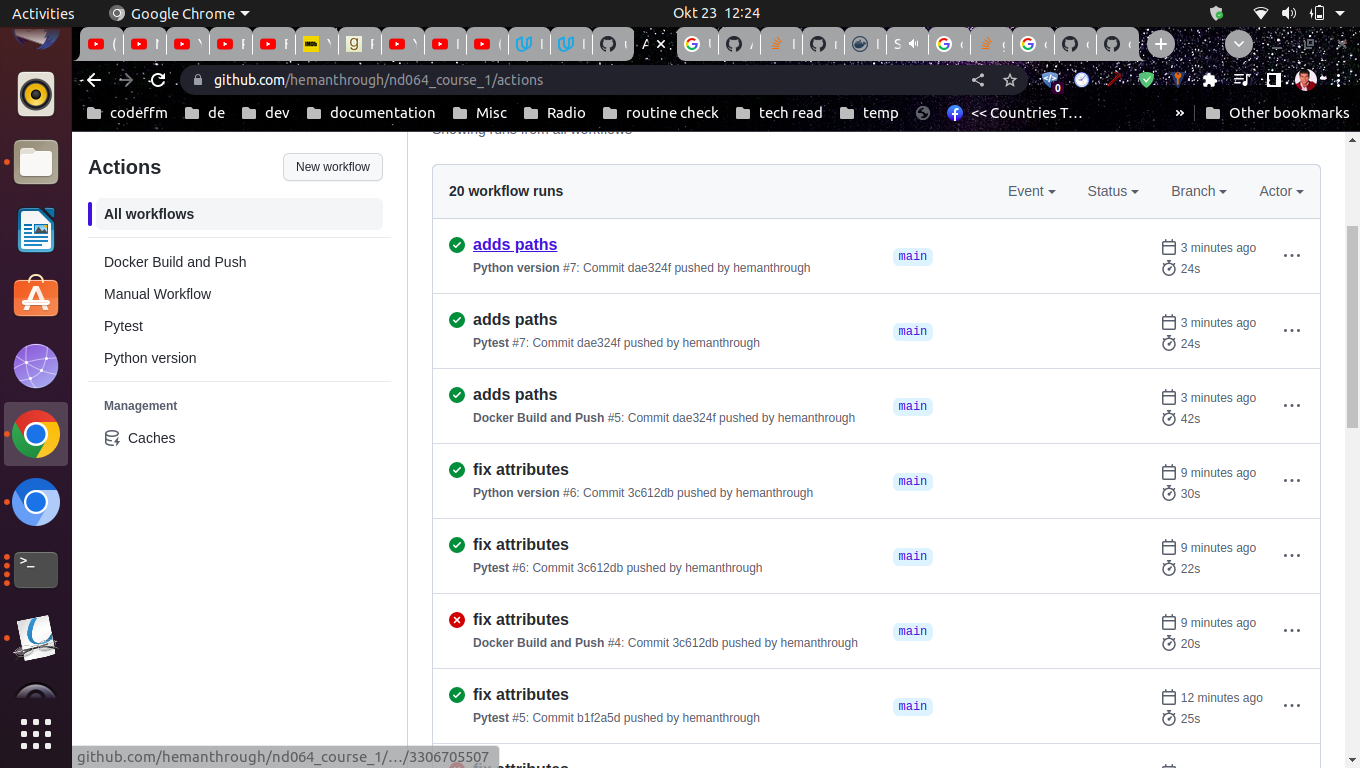 Activities
Google Chrome
Okt 23 12:24
github.com/hemanthrough/nd064_course_1/actions
codeffm
de
dev
documentation
Misc
Radio
routine check
tech read
temp
<< Countries T...
»
Other bookmarks
Showing runs from all workflows
Actions
New workflow
All workflows
Docker Build and Push
Manual Workflow
Pytest
Python version
Management
Caches
20 workflow runs
Event
Status
Branch
Actor
adds paths
Python version #7: Commit dae324f pushed by hemanthrough
main
3 minutes ago
24s
adds paths
Pytest #7: Commit dae324f pushed by hemanthrough
main
3 minutes ago
24s
adds paths
Docker Build and Push #5: Commit dae324f pushed by hemanthrough
main
3 minutes ago
42s
fix attributes
Python version #6: Commit 3c612db pushed by hemanthrough
main
9 minutes ago
30s
fix attributes
Pytest #6: Commit 3c612db pushed by hemanthrough
main
9 minutes ago
22s
fix attributes
Docker Build and Push #4: Commit 3c612db pushed by hemanthrough
main
9 minutes ago
20s
fix attributes
Pytest #5: Commit b1f2a5d pushed by hemanthrough
main
12 minutes ago
25s
fix attributes
github.com/hemanthrough/nd064_course_1/.../3306705507